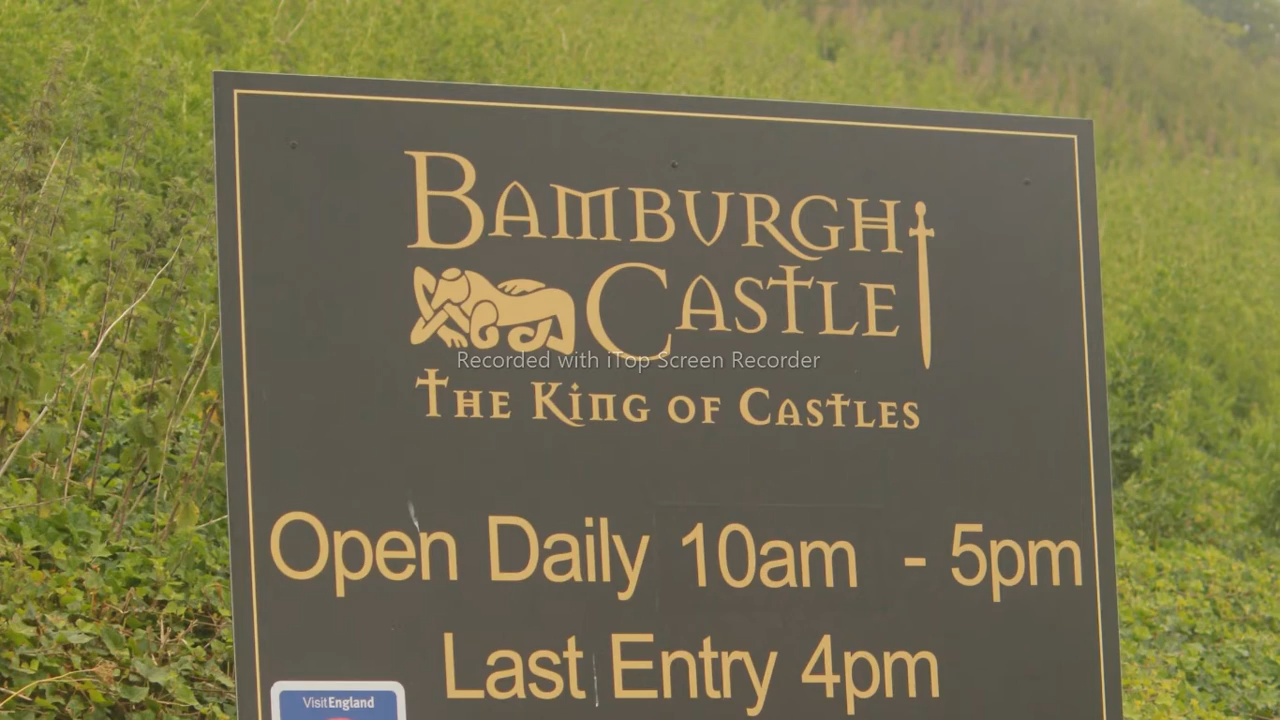 BAMBURGH
CASTLE
Recorded with iTop Screen Recorder
THE KING OF CASTLES
Open Daily 10am - 5pm
Last Entry 4pm
VisitEngland